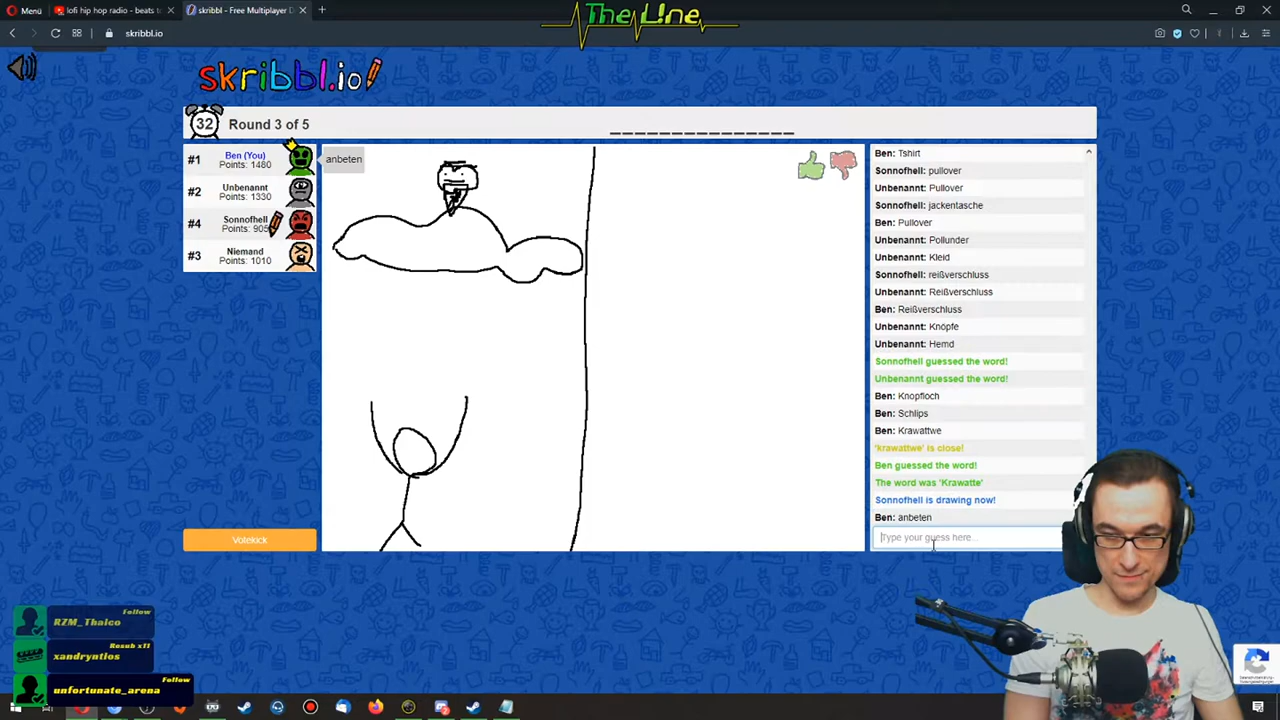 Menü
lofi hip hop radio - beats to
skribbl - Free Multiplayer D
The L!ne
skribbl.io
skribbl.io
32
Round 3 of 5
_______________
#1
Ben (You)
Points: 1480
#2
Unbenannt
Points: 1330
#4
Sonnofhell
Points: 905
#3
Niemand
Points: 1010
anbeten
Votekick
Ben: Tshirt
Sonnofhell: pullover
Unbenannt: Pullover
Sonnofhell: jackentasche
Ben: Pullover
Unbenannt: Pollunder
Unbenannt: Kleid
Sonnofhell: reißverschluss
Unbenannt: Reißverschluss
Ben: Reißverschluss
Unbenannt: Knöpfe
Unbenannt: Hemd
Sonnofhell guessed the word!
Unbenannt guessed the word!
Ben: Knopfloch
Ben: Schlips
Ben: Krawattwe
'krawattwe' is close!
Ben guessed the word!
The word was 'Krawatte'
Sonnofhell is drawing now!
Ben: anbeten
Type your guess here...
Follow
RZM_Thaico
Resub x11
xandryntios
Follow
unfortunate_arena